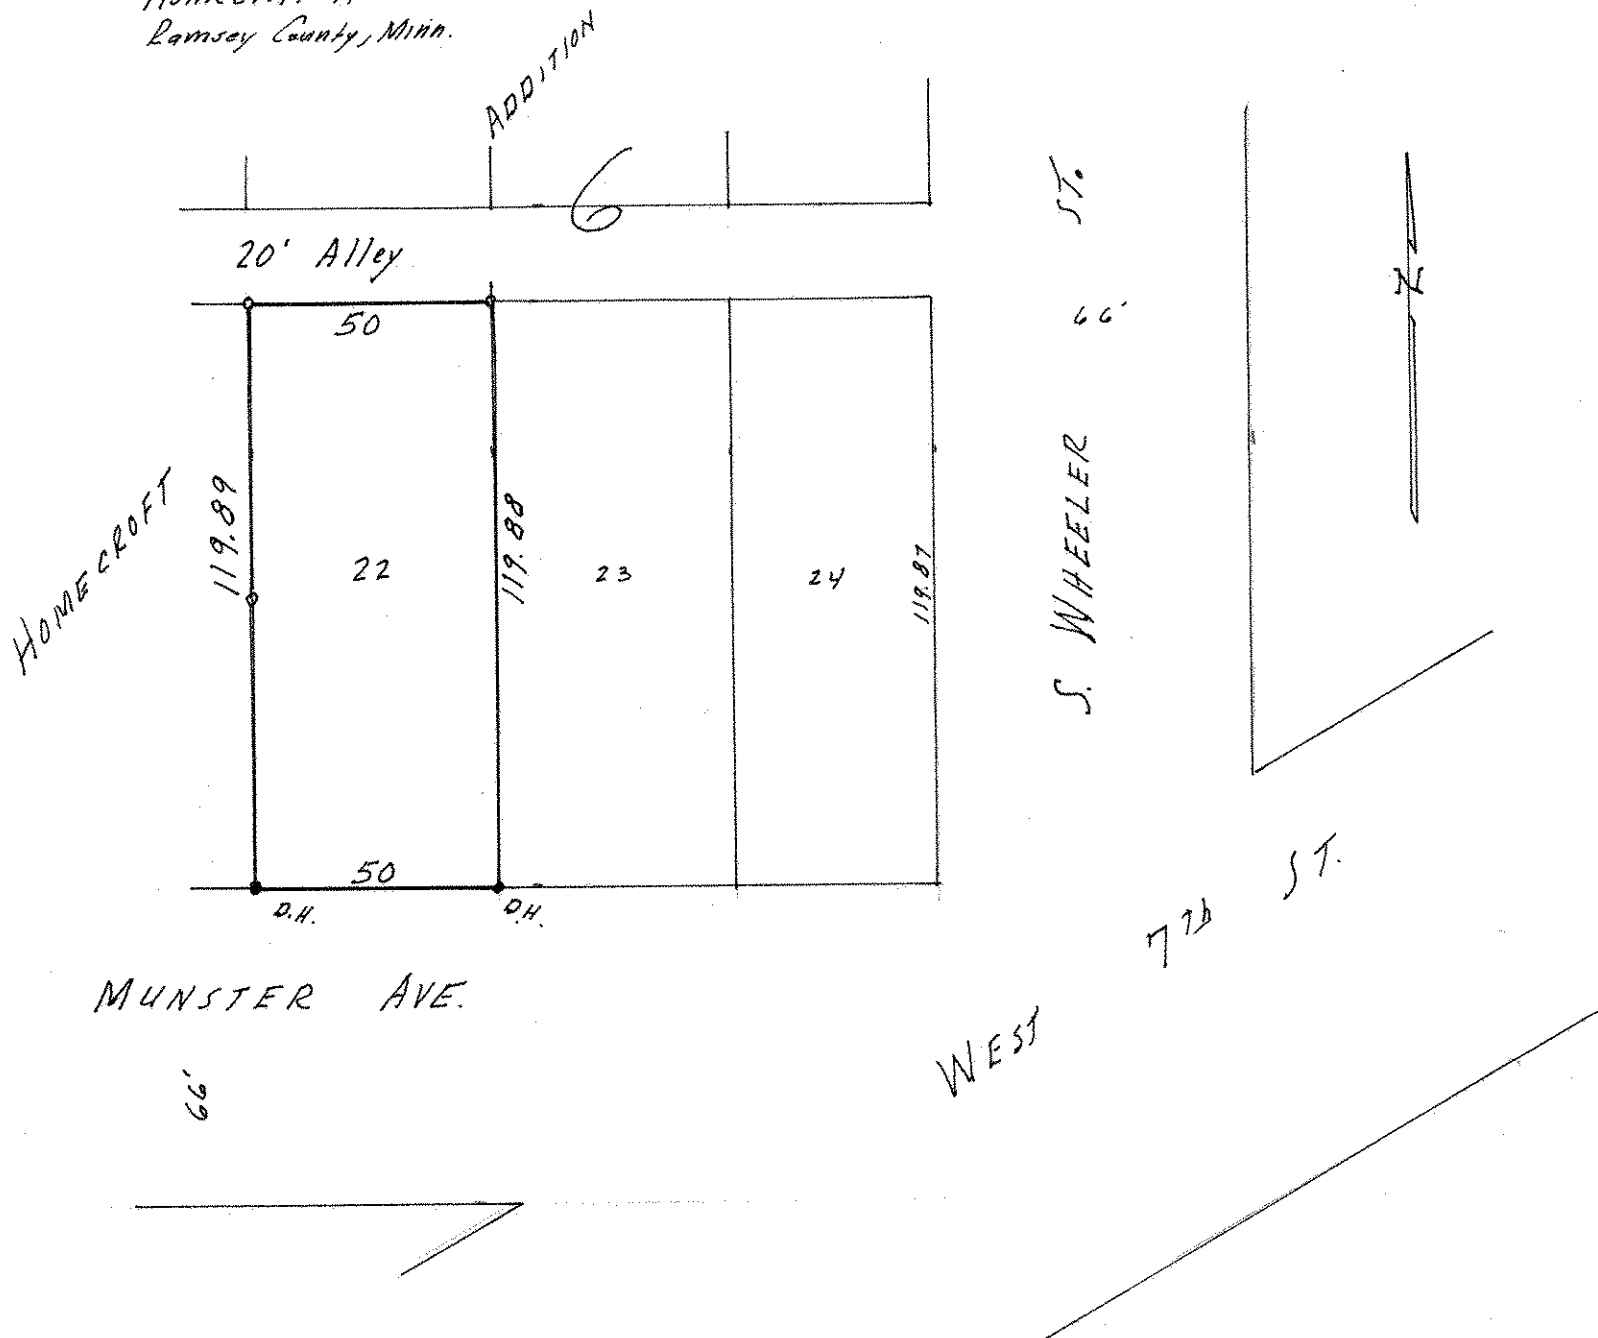 Ramsey County, Minn.
ADDITION
6
20' Alley
50
ST.
66'
N
HOMECROFT
119.89
22
119.88
23
24
119.87
S. WHEELER
50
D.H.
D.H.
MUNSTER AVE.
66'
WEST 7th ST.